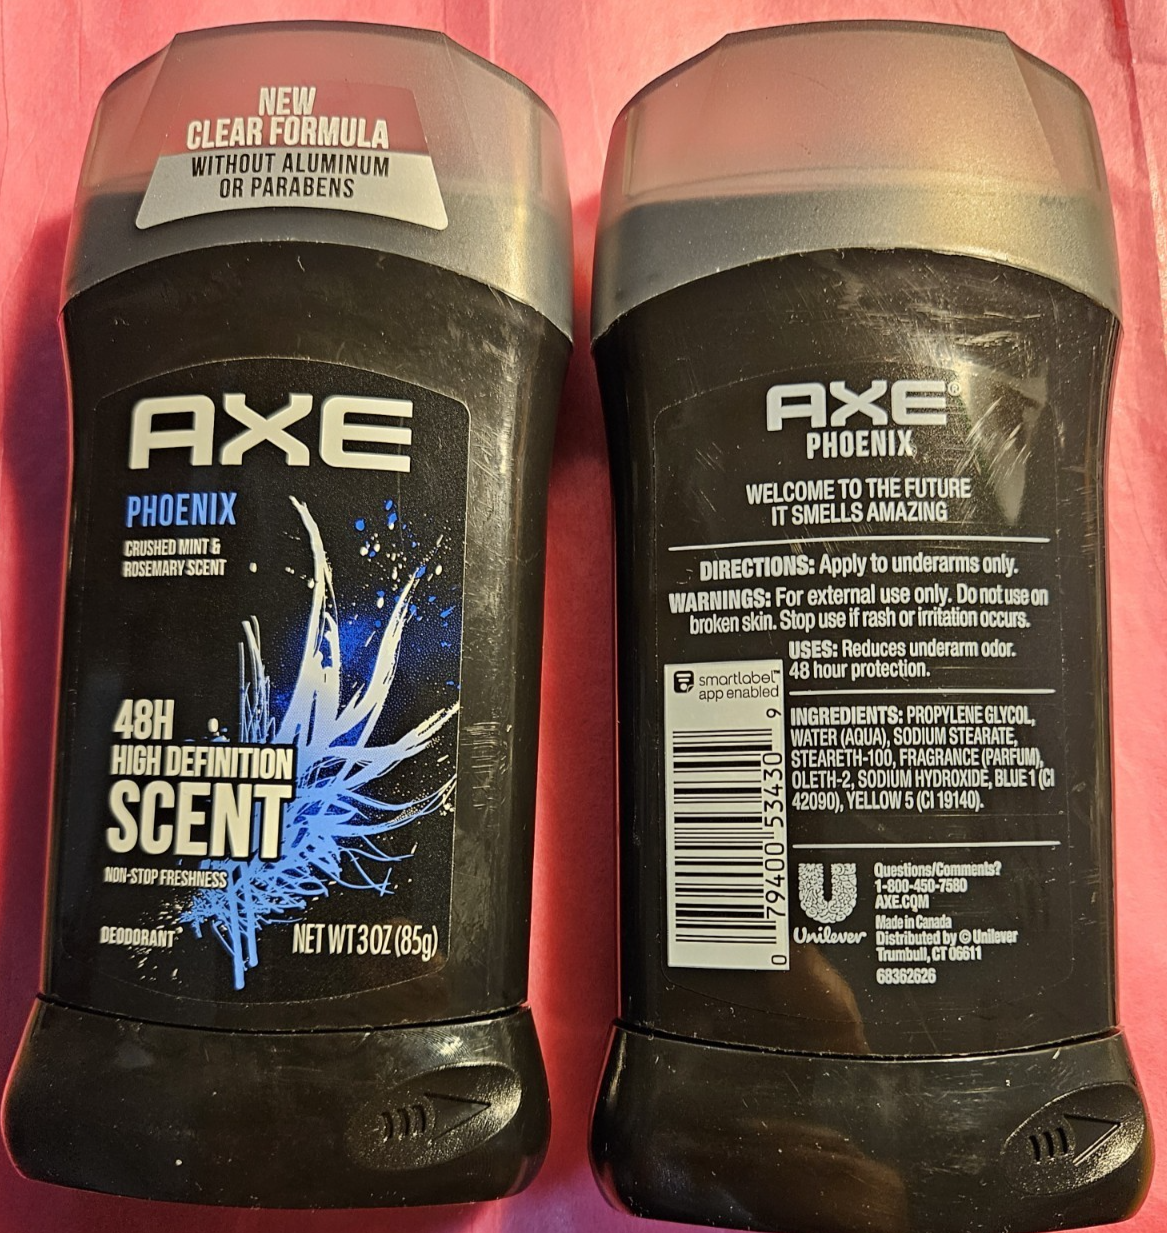 NEW
CLEAR FORMULA
WITHOUT ALUMINUM
OR PARABENS
AXE
PHOENIX
CRUSHED MINT &
ROSEMARY SCENT
48H
HIGH DEFINITION
SCENT
NON-STOP FRESHNESS
DEODORANT
NET WT 3 OZ (85g)
AXE®
PHOENIX
WELCOME TO THE FUTURE
IT SMELLS AMAZING
DIRECTIONS: Apply to underarms only.
WARNINGS: For external use only. Do not use on
broken skin. Stop use if rash or irritation occurs.
USES: Reduces underarm odor.
48 hour protection.
smartlabel™
app enabled
INGREDIENTS: PROPYLENE GLYCOL,
WATER (AQUA), SODIUM STEARATE,
STEARETH-100, FRAGRANCE (PARFUM),
OLETH-2, SODIUM HYDROXIDE, BLUE 1 (CI
42090), YELLOW 5 (CI 19140).
0 79400 53430 9
Unilever
Questions/Comments?
1-800-450-7580
AXE.COM
Made in Canada
Distributed by © Unilever
Trumbull, CT 06611
68362626